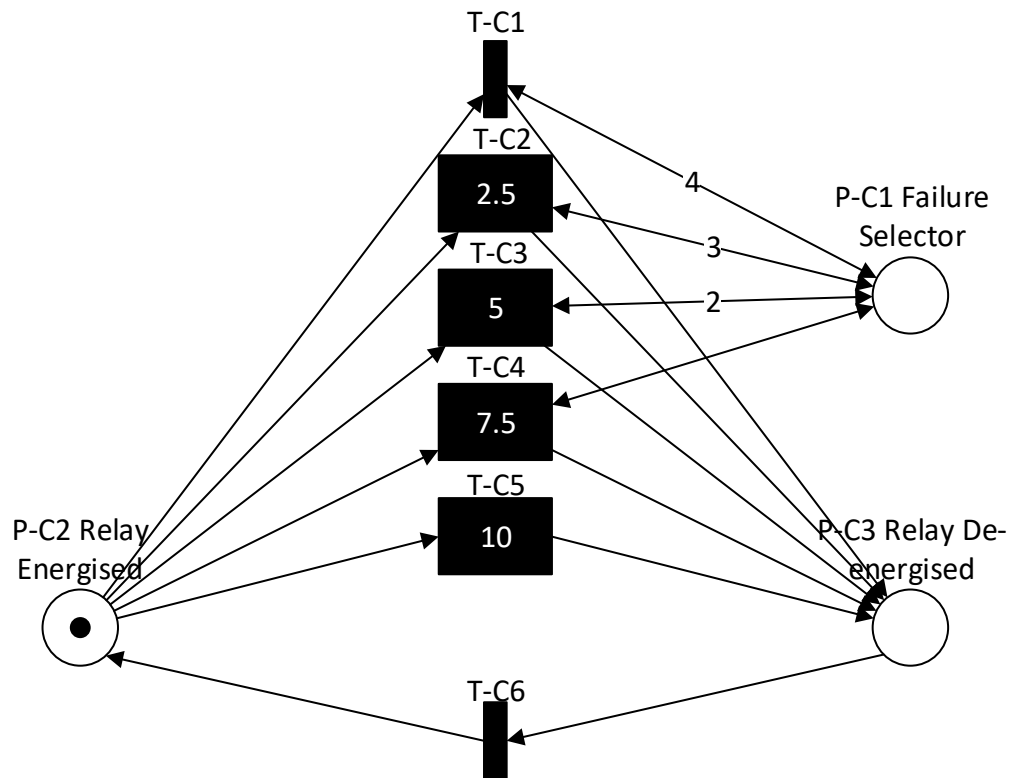 T-C1
T-C2
2.5
4
P-C1 Failure
Selector
3
T-C3
5
2
T-C4
7.5
T-C5
10
P-C2 Relay
Energised
P-C3 Relay De-
energised
T-C6